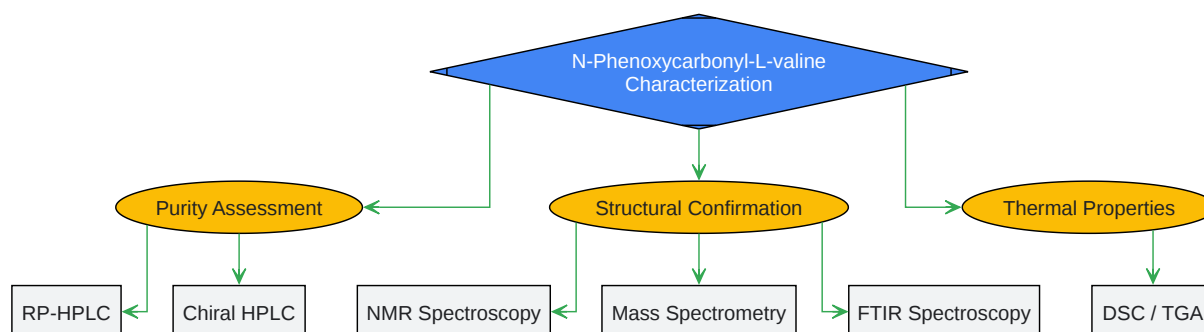 N-Phenoxycarbonyl-L-valine
Characterization
Purity Assessment
Structural Confirmation
Thermal Properties
RP-HPLC
Chiral HPLC
NMR Spectroscopy
Mass Spectrometry
FTIR Spectroscopy
DSC / TGA